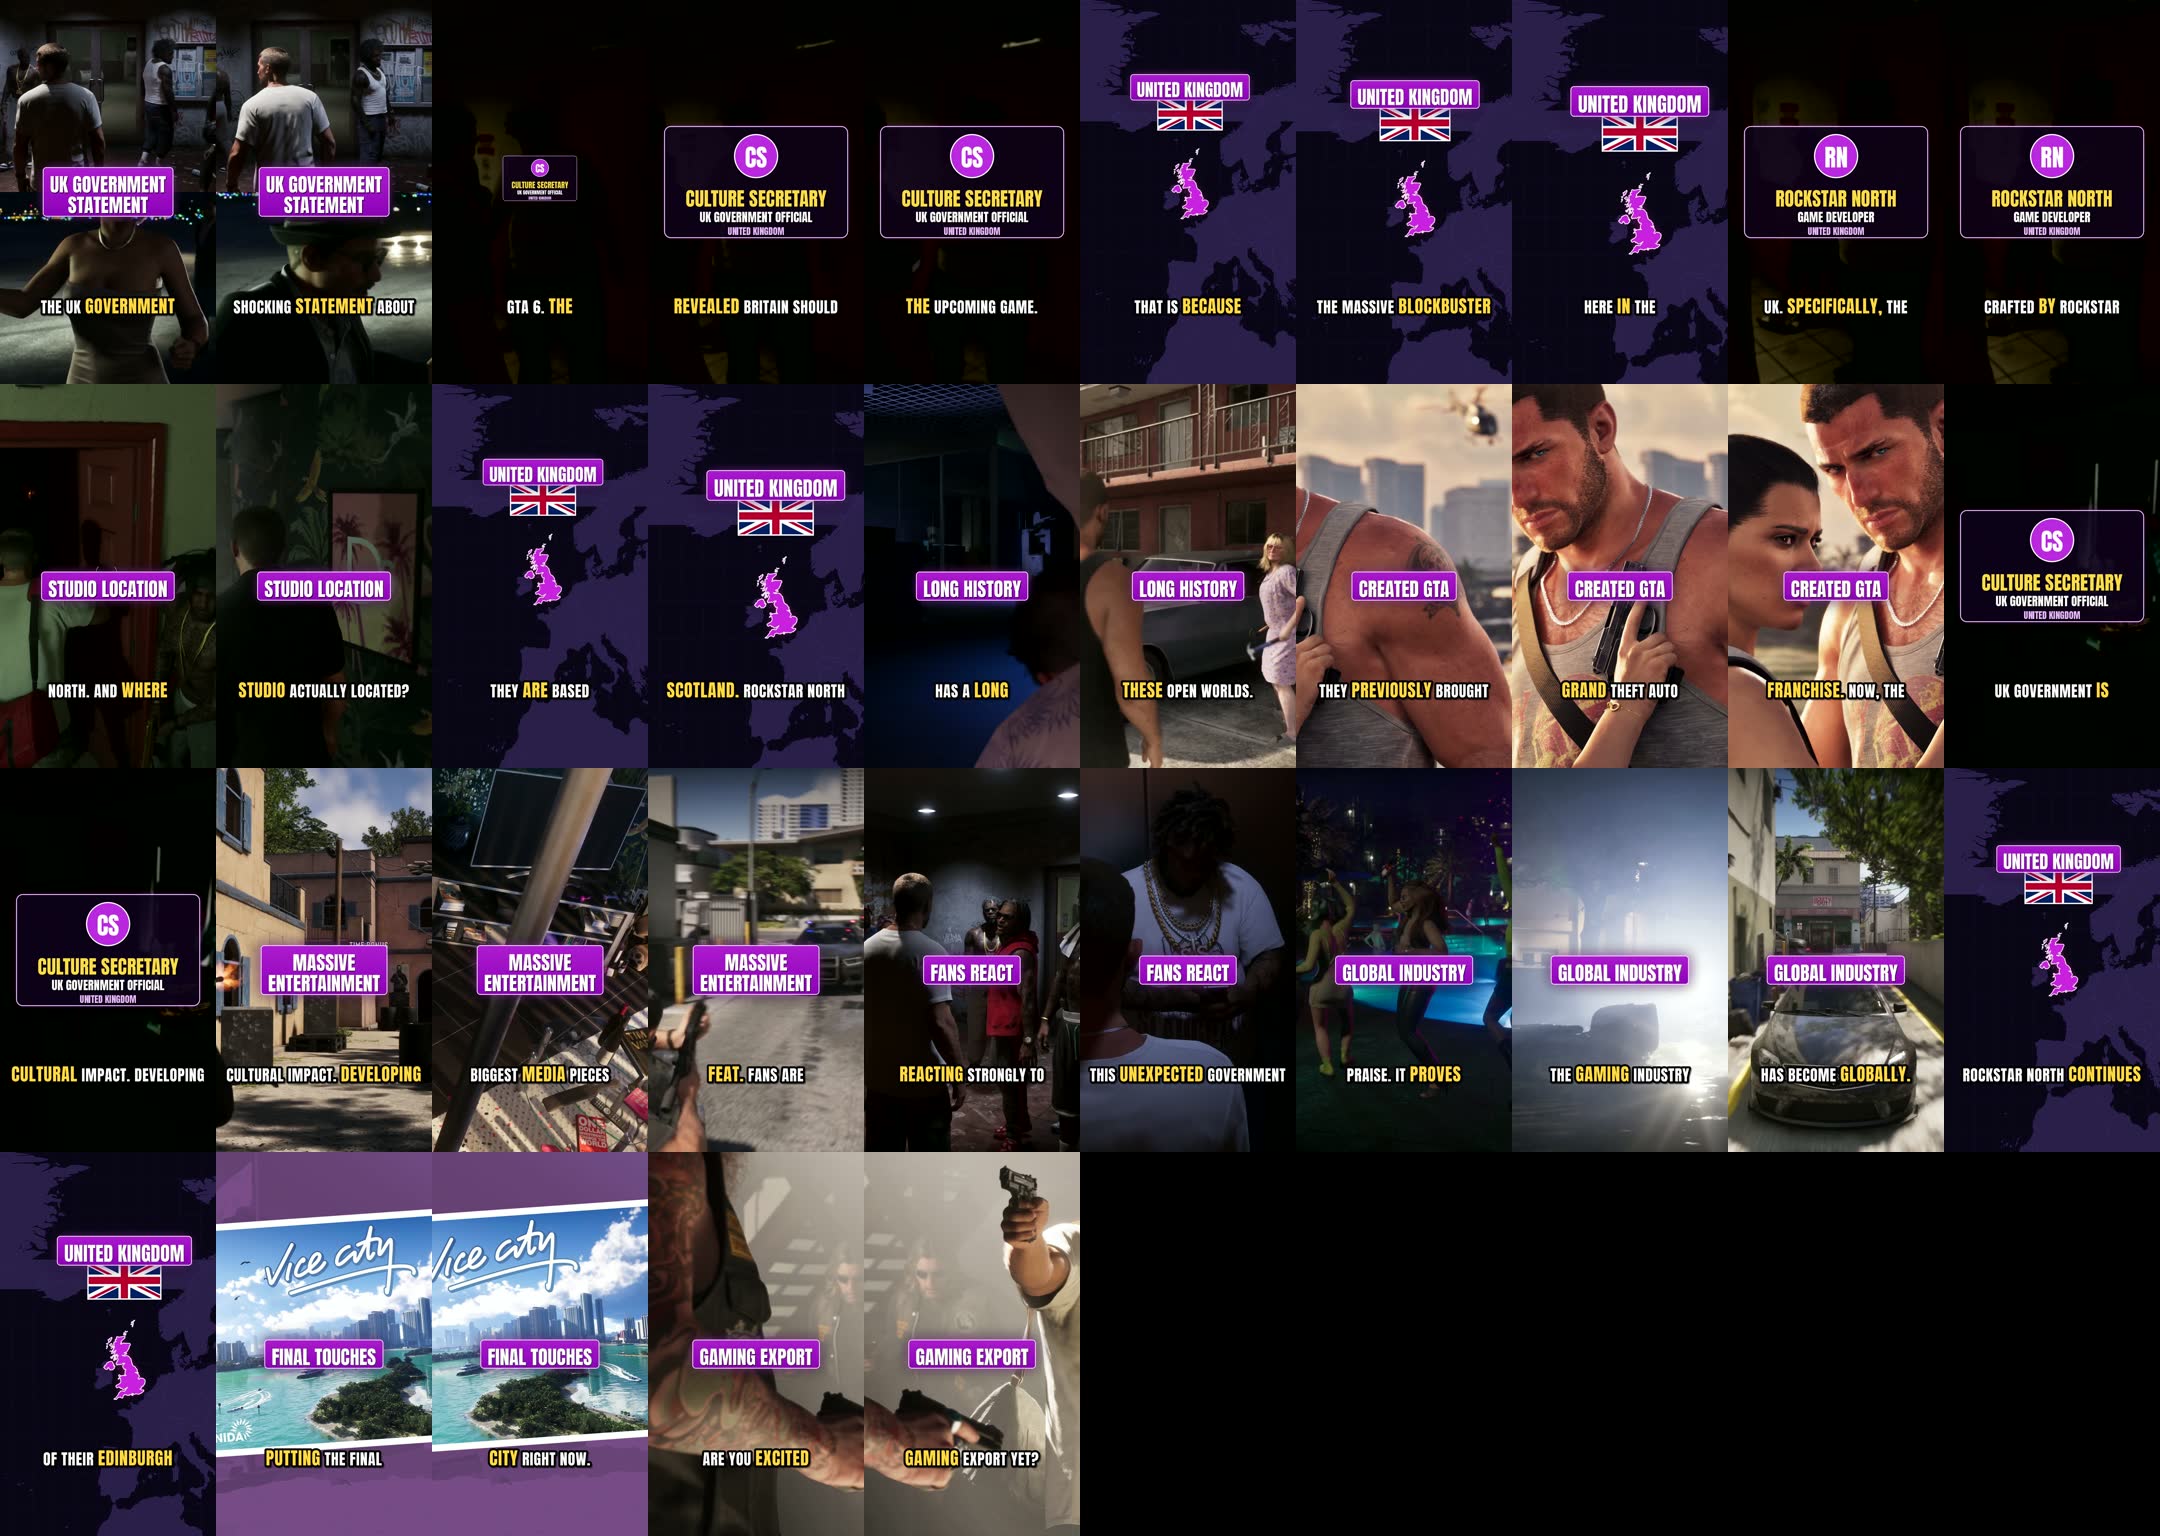 UK GOVERNMENT
STATEMENT
THE UK GOVERNMENT
UK GOVERNMENT
STATEMENT
SHOCKING STATEMENT ABOUT
CS
CULTURE SECRETARY
UK GOVERNMENT OFFICIAL
UNITED KINGDOM
GTA 6. THE
CS
CULTURE SECRETARY
UK GOVERNMENT OFFICIAL
UNITED KINGDOM
REVEALED BRITAIN SHOULD
CS
CULTURE SECRETARY
UK GOVERNMENT OFFICIAL
UNITED KINGDOM
THE UPCOMING GAME.
UNITED KINGDOM
THAT IS BECAUSE
UNITED KINGDOM
THE MASSIVE BLOCKBUSTER
UNITED KINGDOM
HERE IN THE
RN
ROCKSTAR NORTH
GAME DEVELOPER
UNITED KINGDOM
UK. SPECIFICALLY, THE
RN
ROCKSTAR NORTH
GAME DEVELOPER
UNITED KINGDOM
CRAFTED BY ROCKSTAR
STUDIO LOCATION
NORTH. AND WHERE
STUDIO LOCATION
STUDIO ACTUALLY LOCATED?
UNITED KINGDOM
THEY ARE BASED
UNITED KINGDOM
SCOTLAND. ROCKSTAR NORTH
LONG HISTORY
HAS A LONG
LONG HISTORY
THESE OPEN WORLDS.
CREATED GTA
THEY PREVIOUSLY BROUGHT
CREATED GTA
GRAND THEFT AUTO
CREATED GTA
FRANCHISE. NOW, THE
CS
CULTURE SECRETARY
UK GOVERNMENT OFFICIAL
UNITED KINGDOM
UK GOVERNMENT IS
CS
CULTURE SECRETARY
UK GOVERNMENT OFFICIAL
UNITED KINGDOM
CULTURAL IMPACT. DEVELOPING
MASSIVE
ENTERTAINMENT
CULTURAL IMPACT. DEVELOPING
MASSIVE
ENTERTAINMENT
BIGGEST MEDIA PIECES
MASSIVE
ENTERTAINMENT
FEAT. FANS ARE
FANS REACT
REACTING STRONGLY TO
FANS REACT
THIS UNEXPECTED GOVERNMENT
GLOBAL INDUSTRY
PRAISE. IT PROVES
GLOBAL INDUSTRY
THE GAMING INDUSTRY
GLOBAL INDUSTRY
HAS BECOME GLOBALLY.
UNITED KINGDOM
ROCKSTAR NORTH CONTINUES
UNITED KINGDOM
OF THEIR EDINBURGH
Vice City
FINAL TOUCHES
NIDA
PUTTING THE FINAL
Vice City
FINAL TOUCHES
CITY RIGHT NOW.
GAMING EXPORT
ARE YOU EXCITED
GAMING EXPORT
GAMING EXPORT YET?